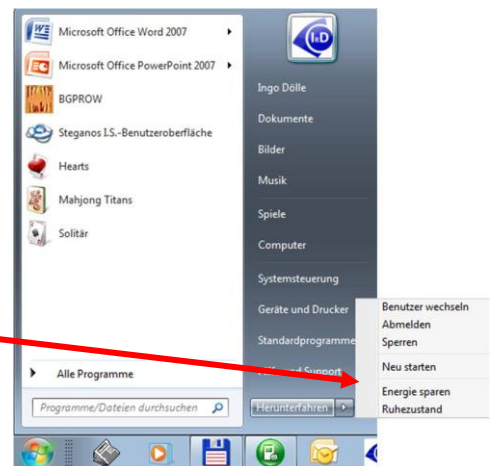 Microsoft Office Word 2007
Microsoft Office PowerPoint 2007
BGPROW
Steganos I.S.-Benutzeroberfläche
Hearts
Mahjong Titans
Solitär
Alle Programme
Programme/Dateien durchsuchen
I&D
Ingo Dölle
Dokumente
Bilder
Musik
Spiele
Computer
Systemsteuerung
Geräte und Drucker
Standardprogramme
und Support
Herunterfahren
Benutzer wechseln
Abmelden
Sperren
Neu starten
Energie sparen
Ruhezustand